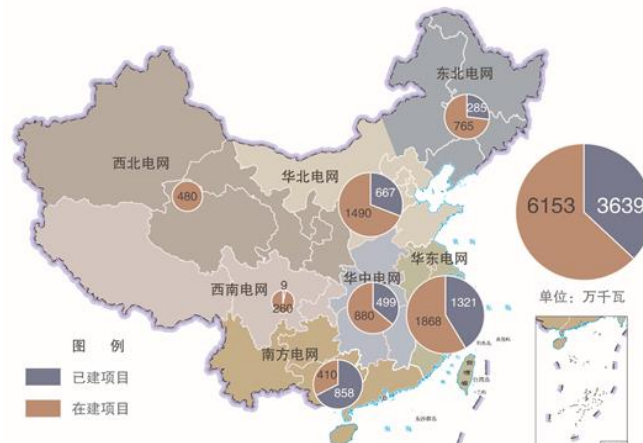 东北电网
285
765
西北电网
480
华北电网
667
1490
6153
3639
单位：万千瓦
华东电网
1321
1868
华中电网
499
880
西南电网
9
260
南方电网
410
858
台湾岛
图 例
已建项目
在建项目